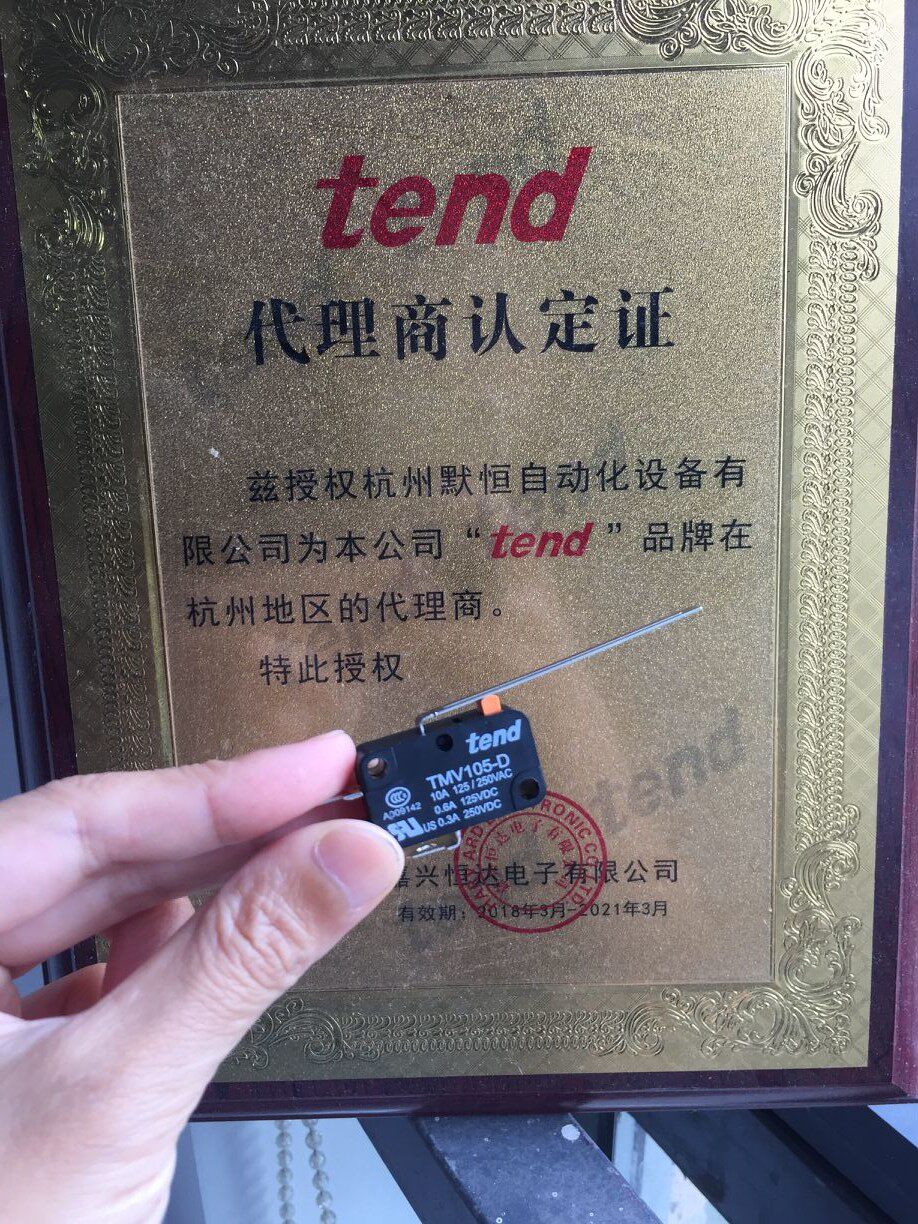 tend
代理商认定证
兹授权杭州默恒自动化设备有
限公司为本公司“tend”品牌在
杭州地区的代理商。
特此授权
tend
TMV105-D
10A 125/250VAC
0.6A 125VDC
0.3A 250VDC
CCC
A009142
US
tend
兴恒达电子有限公司
有效期：2018年3月-2021年3月